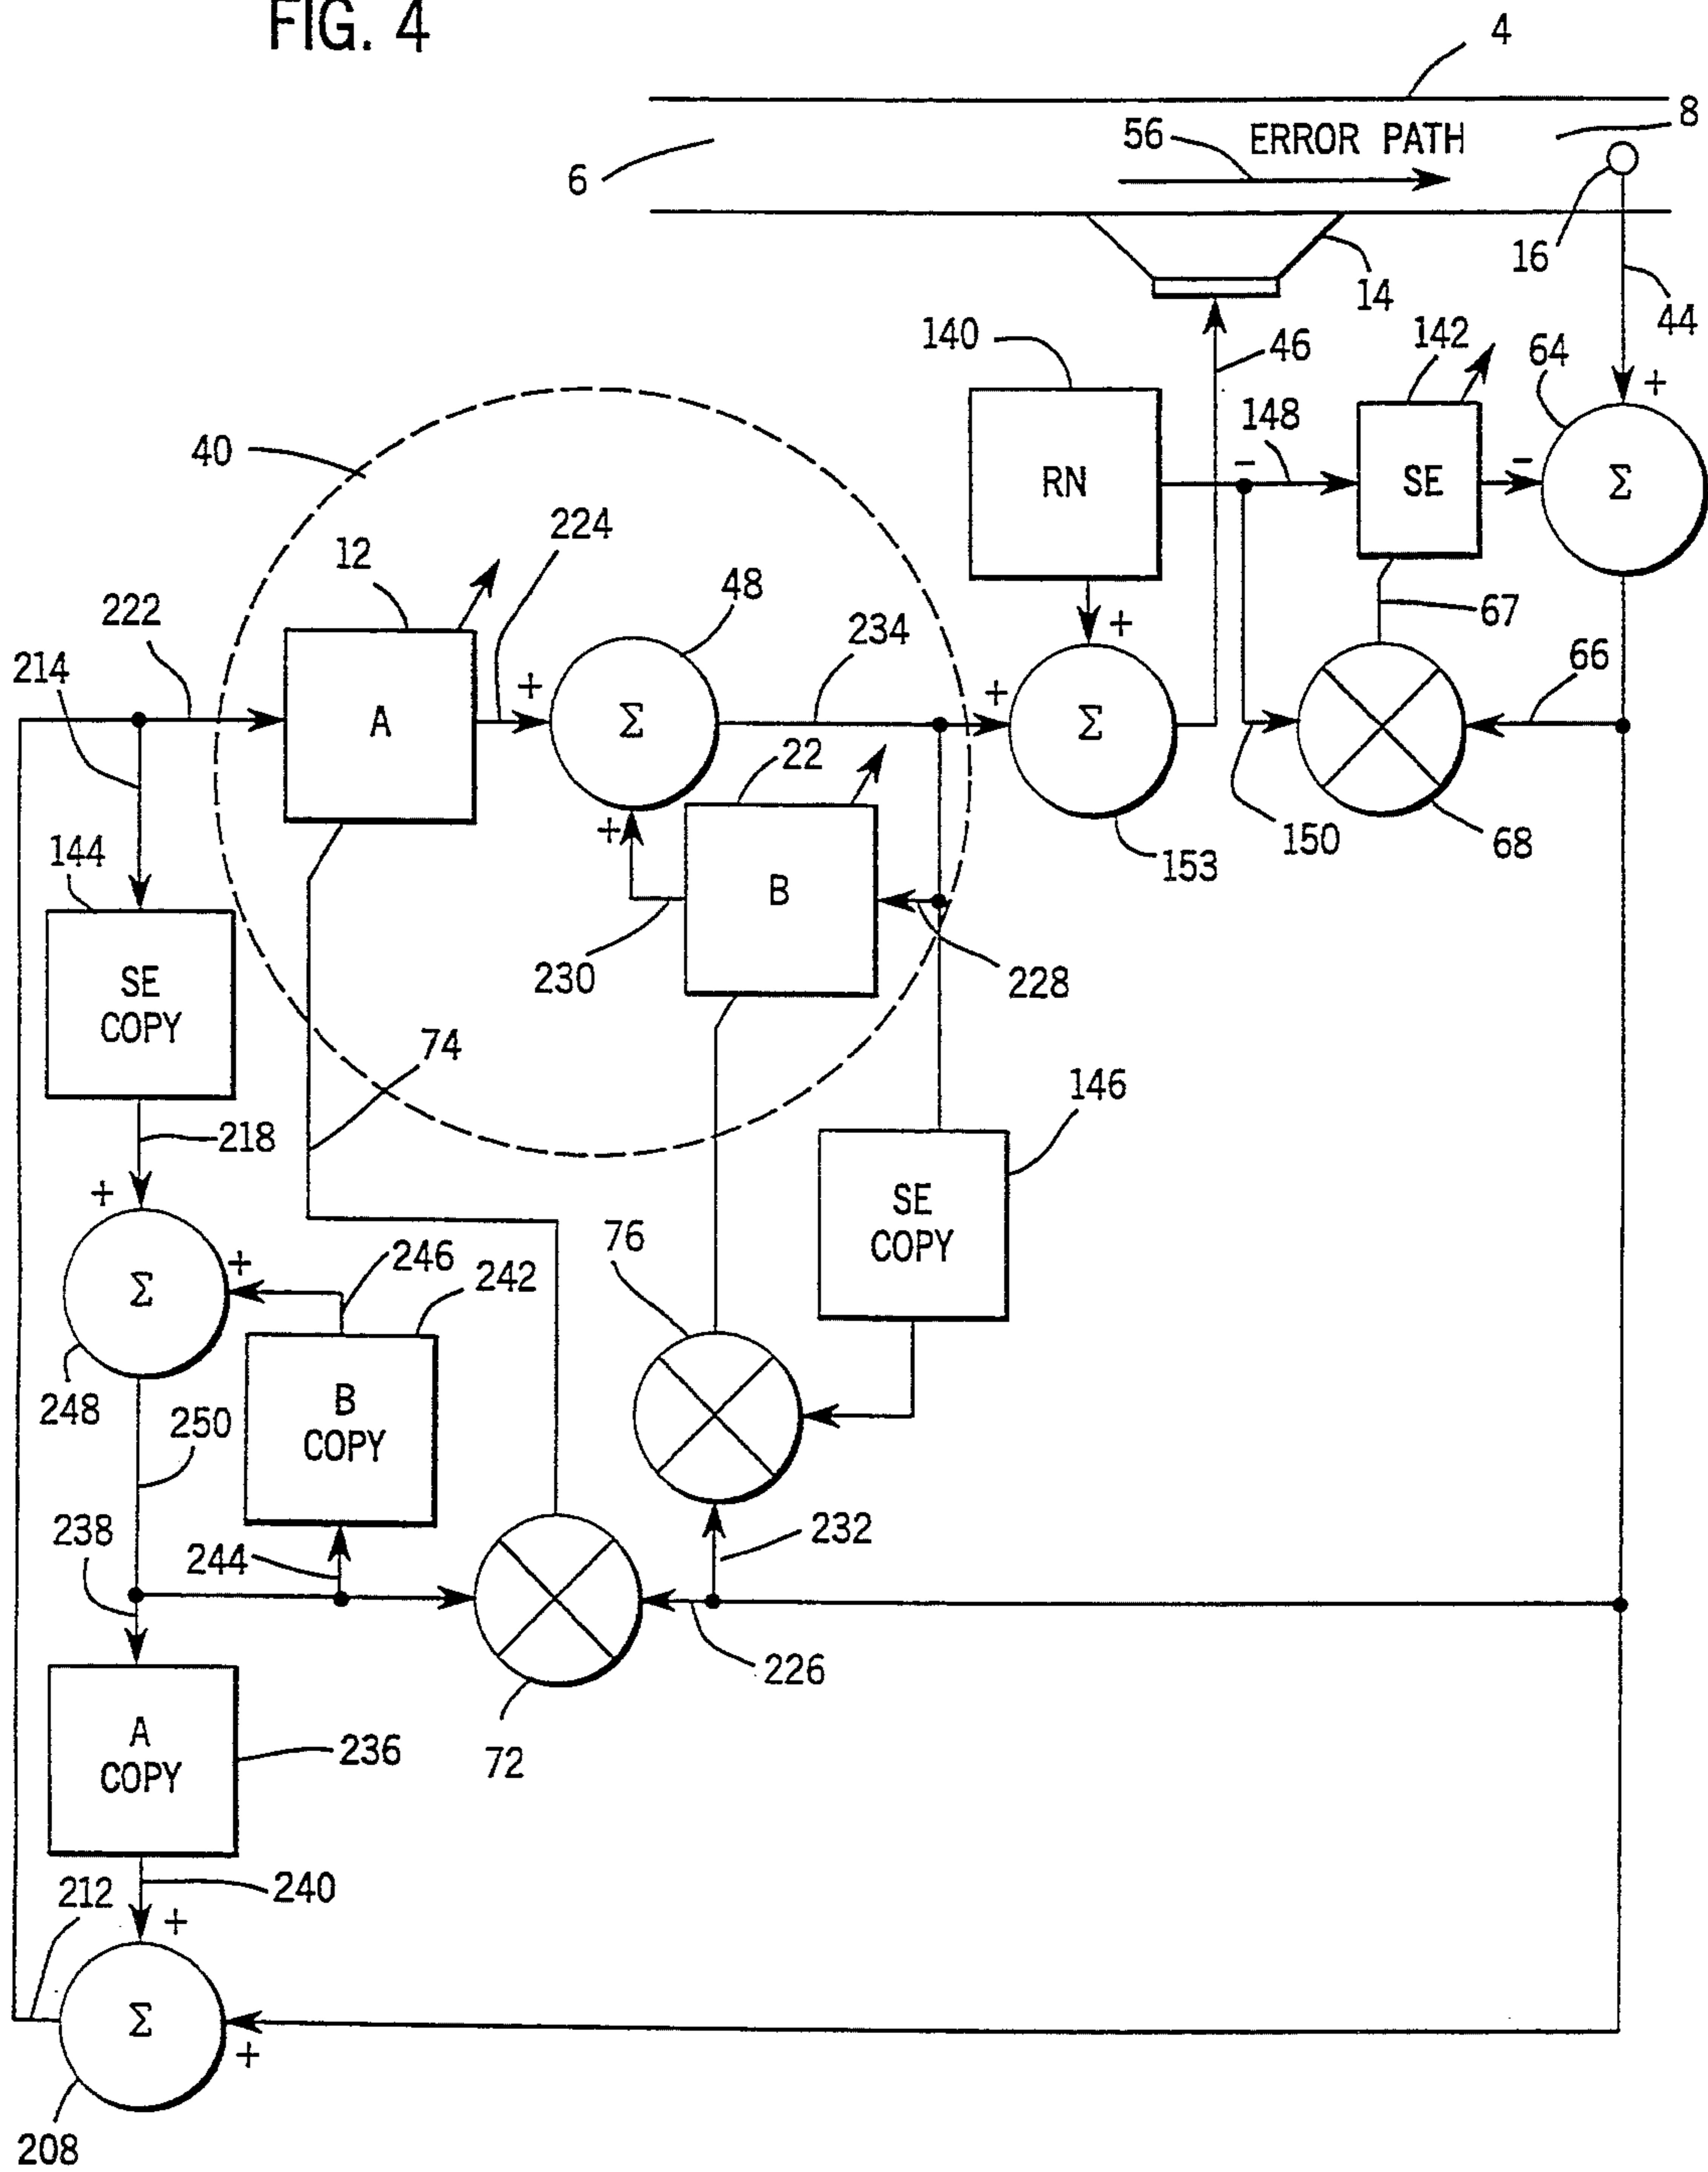 FIG. 4
4
8
56
ERROR PATH
6
16
14
44
140
46
142
64
+
40
148
-
-
RN
SE
Σ
224
12
48
+
67
222
234
66
214
+
+
A
Σ
Σ
22
+
150
68
144
153
B
230
228
SE
COPY
74
146
218
+
SE
COPY
76
246
+
242
Σ
248
B
COPY
250
238
244
232
226
A
COPY
236
72
212
240
+
Σ
+
208